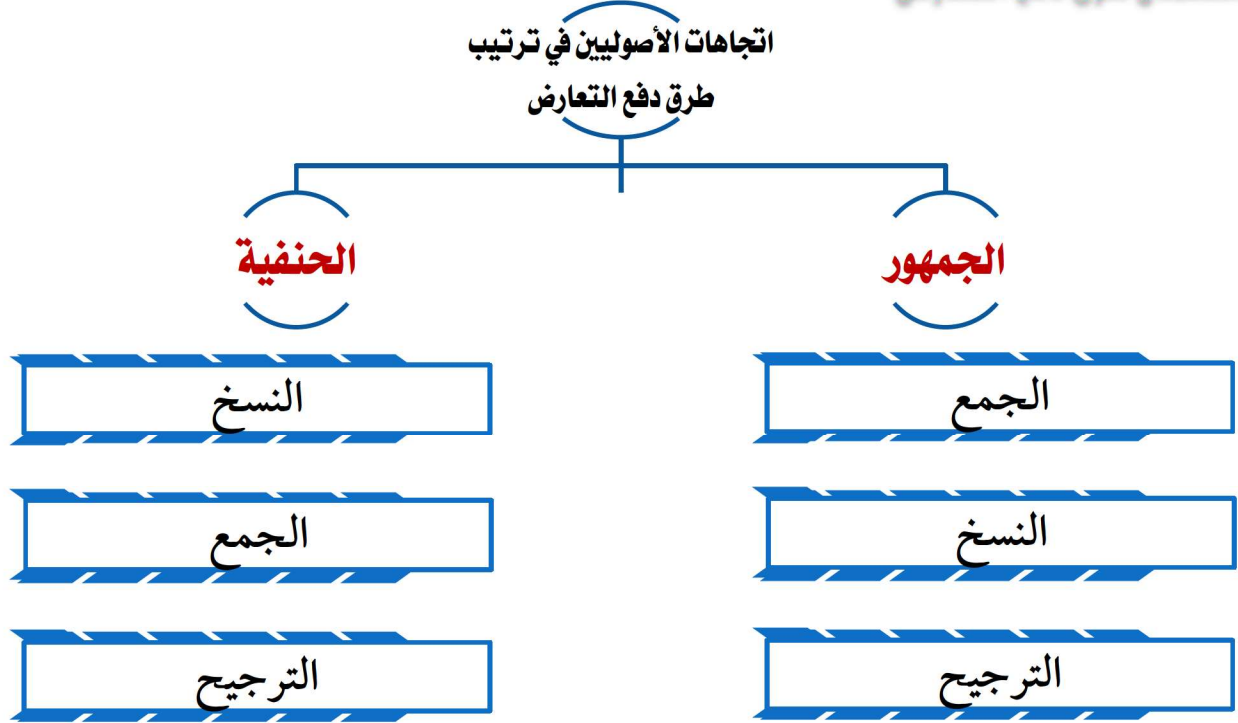 اتجاهات الأصوليين في ترتيب
طرق دفع التعارض
الجمهور
الجمع
النسخ
الترجيح
الحنفية
النسخ
الجمع
الترجيح